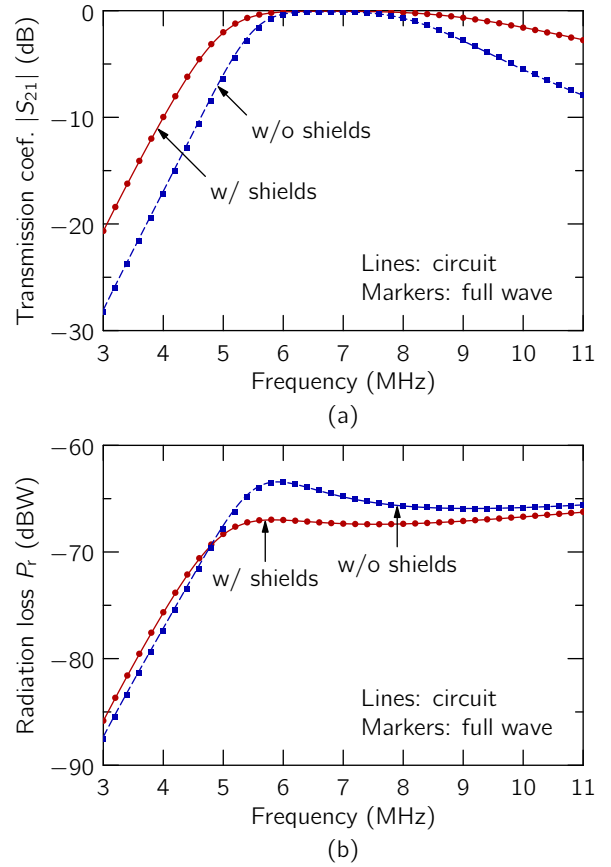 0
−10
−20
−30
Transmission coef. |S21| (dB)
w/o shields
w/ shields
Lines: circuit
Markers: full wave
3 4 5 6 7 8 9 10 11
Frequency (MHz)
(a)
−60
−70
−80
−90
Radiation loss Pr (dBW)
w/ shields
w/o shields
Lines: circuit
Markers: full wave
3 4 5 6 7 8 9 10 11
Frequency (MHz)
(b)